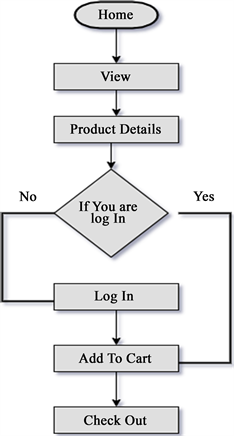 Home
View
Product Details
If You are
log In
No
Yes
Log In
Add To Cart
Check Out